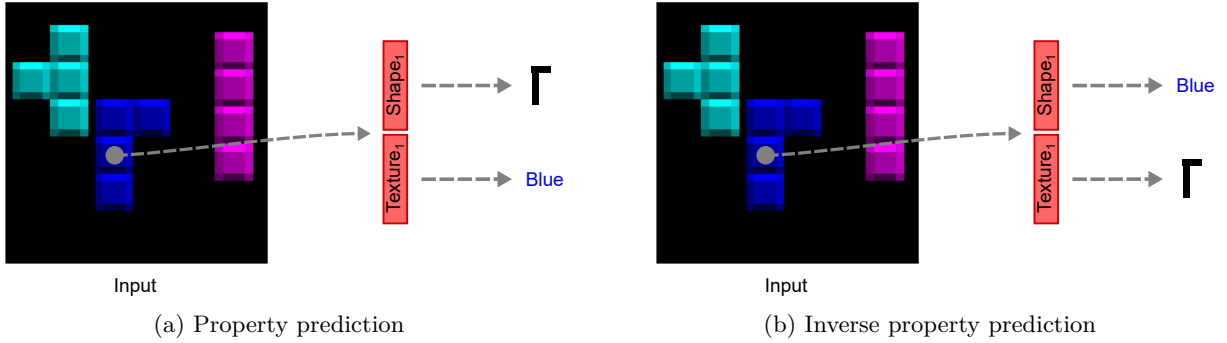 Shape₁
Texture₁
Blue
Input
(a) Property prediction
Shape₁
Texture₁
Blue
Input
(b) Inverse property prediction